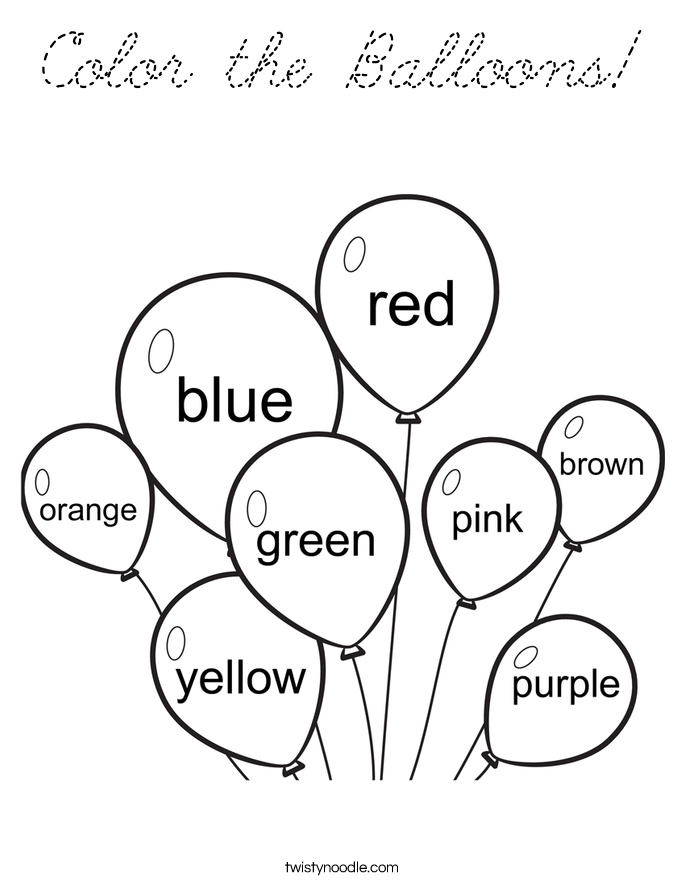 Color the Balloons!
red
blue
brown
orange
pink
green
yellow
purple
twistynoodle.com